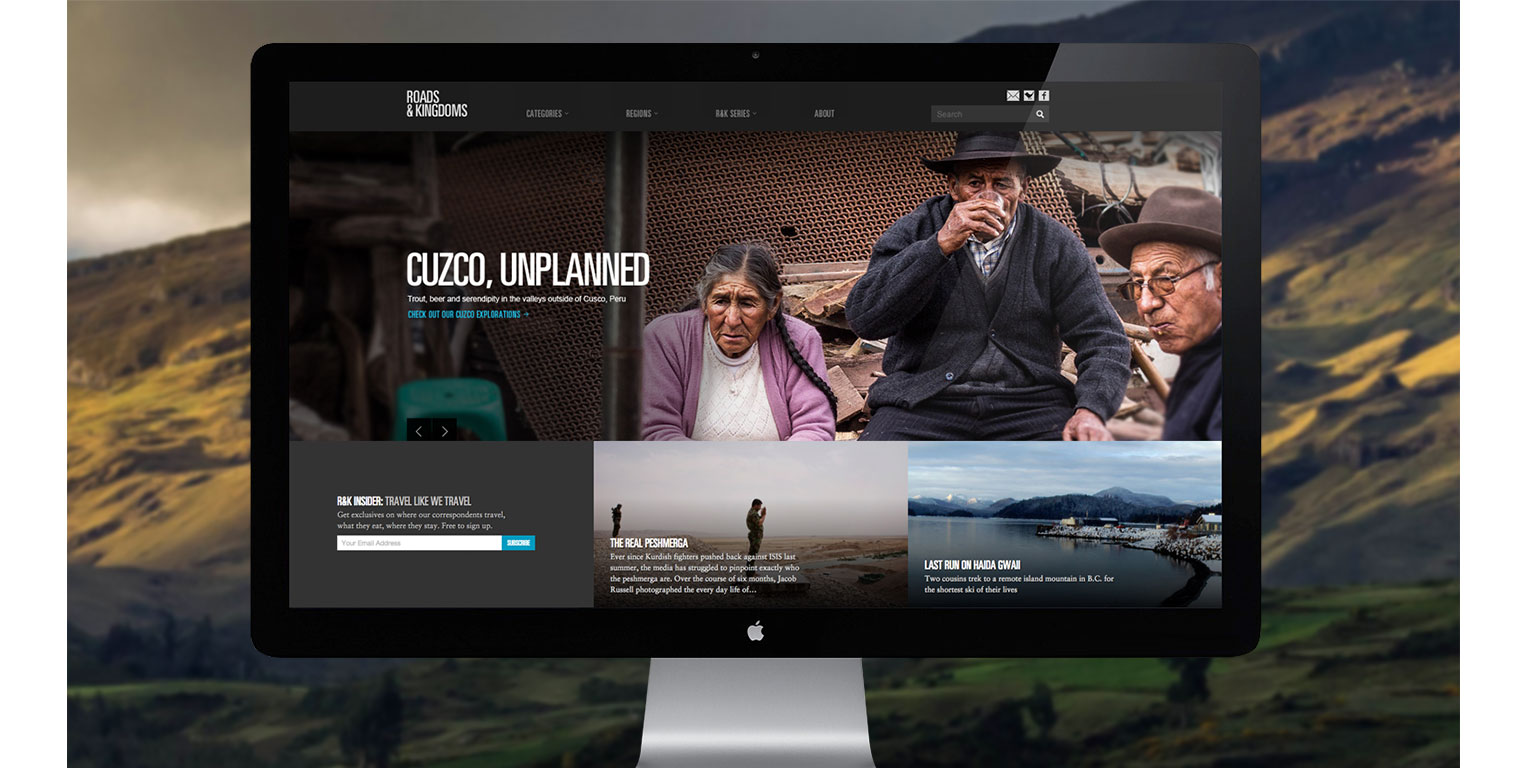 ROADS
& KINGDOMS
CATEGORIES
REGIONS
R&K SERIES
ABOUT
Search
CUZCO, UNPLANNED
Trout, beer and serendipity in the valleys outside of Cusco, Peru
CHECK OUT OUR CUZCO EXPLORATIONS →
R&K INSIDER: TRAVEL LIKE WE TRAVEL
Get exclusives on where our correspondents travel,
what they eat, where they stay. Free to sign up.
Your Email Address
SUBSCRIBE
THE REAL PESHMERGA
Ever since Kurdish fighters pushed back against ISIS last
summer, the media has struggled to pinpoint exactly who
the peshmerga are. Over the course of six months, Jacob
Russell photographed the every day life of...
LAST RUN ON HAIDA GWAII
Two cousins trek to a remote island mountain in B.C. for
the shortest ski of their lives